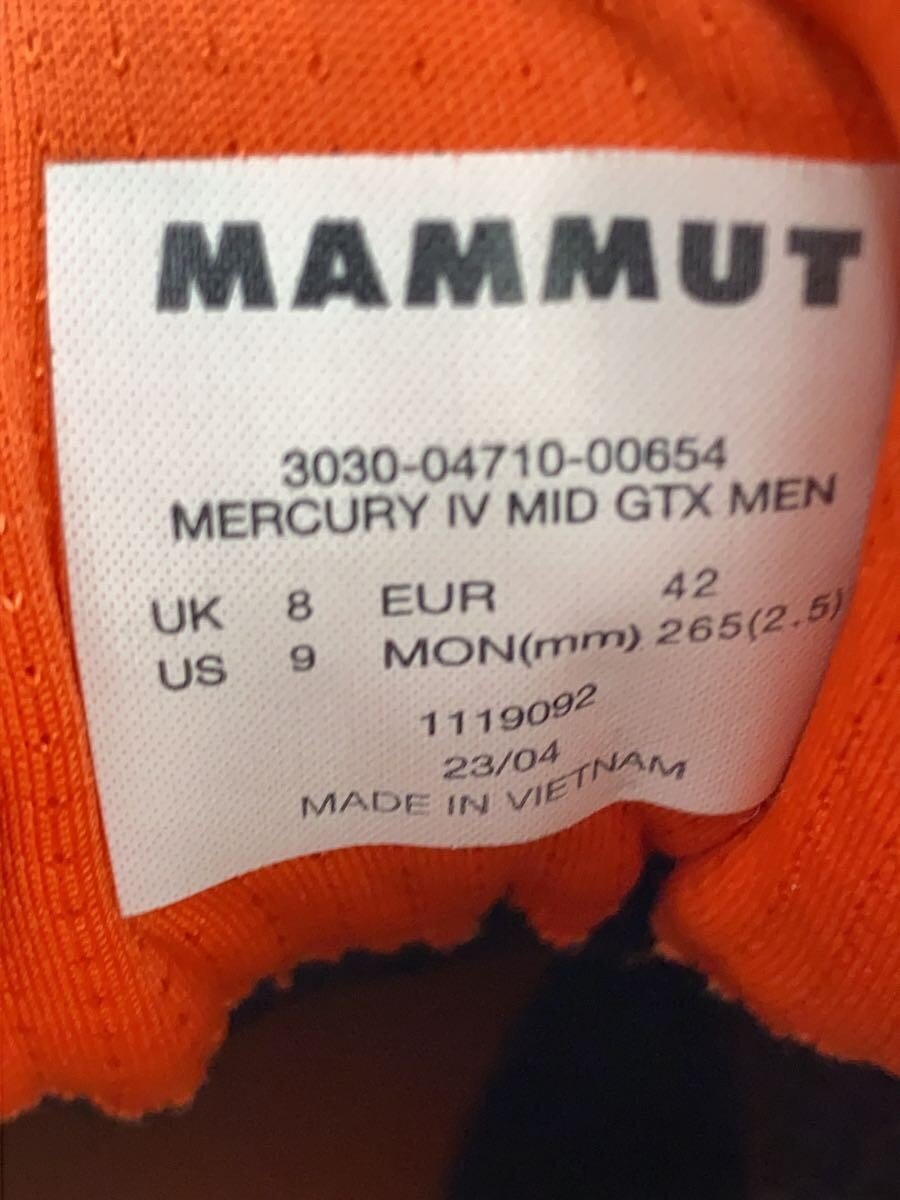 MAMMUT
3030-04710-00654
MERCURY IV MID GTX MEN
UK 8 EUR 42
US 9 MON(mm) 265(2.5)
1119092
23/04
MADE IN VIETNAM